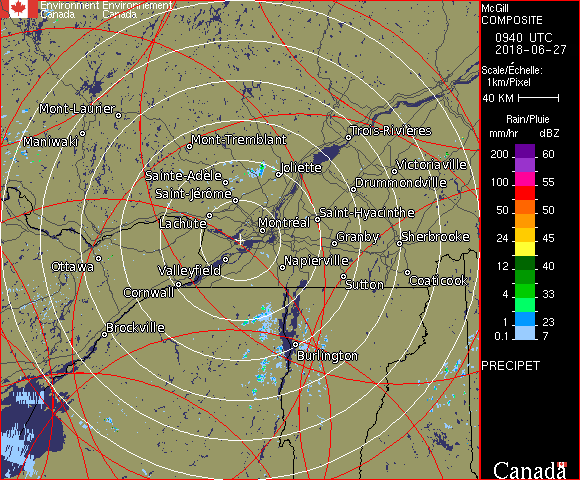 Environment Environnement
Canada Canada
McGill
COMPOSITE
0940 UTC
2018-06-27
Scale/Échelle:
1km/Pixel
40 KM
Rain/Pluie
mm/hr dBZ
200 60
100 55
50 50
24 45
12 40
4 33
1 23
0.1 7
PRECIPET
Canada
Mont-Laurier
Maniwaki
Mont-Tremblant
Trois-Rivières
Sainte-Adèle
Joliette
Victoriaville
Saint-Jérôme
Drummondville
Lachute
Montréal
Saint-Hyacinthe
Granby
Sherbrooke
Ottawa
Valleyfield
Napierville
Cornwall
Sutton
Coaticook
Brockville
Burlington